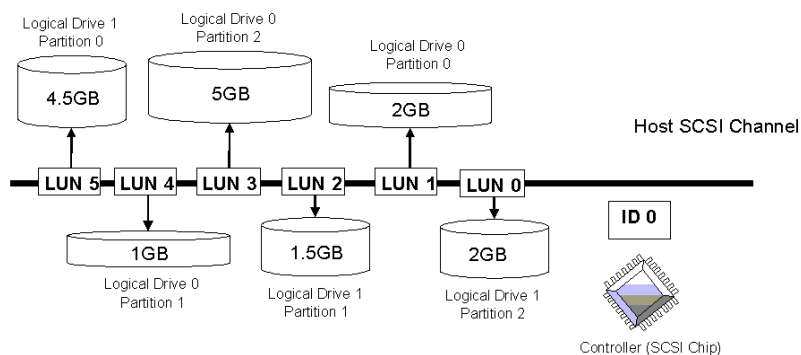 Logical Drive 1
Partition 0
Logical Drive 0
Partition 2
Logical Drive 0
Partition 0
4.5GB
5GB
2GB
Host SCSI Channel
LUN 5
LUN 4
LUN 3
LUN 2
LUN 1
LUN 0
ID 0
1GB
1.5GB
2GB
Logical Drive 0
Partition 1
Logical Drive 1
Partition 1
Logical Drive 1
Partition 2
Controller (SCSI Chip)